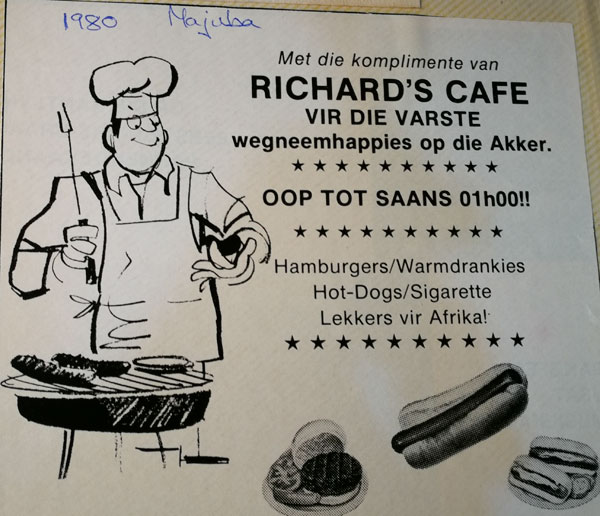 1980 Majuba
Met die komplimente van
RICHARD'S CAFE
VIR DIE VARSTE
wegneemhappies op die Akker.
OOP TOT SAANS 01h00!!
Hamburgers/Warmdrankies
Hot-Dogs/Sigarette
Lekkers vir Afrika!